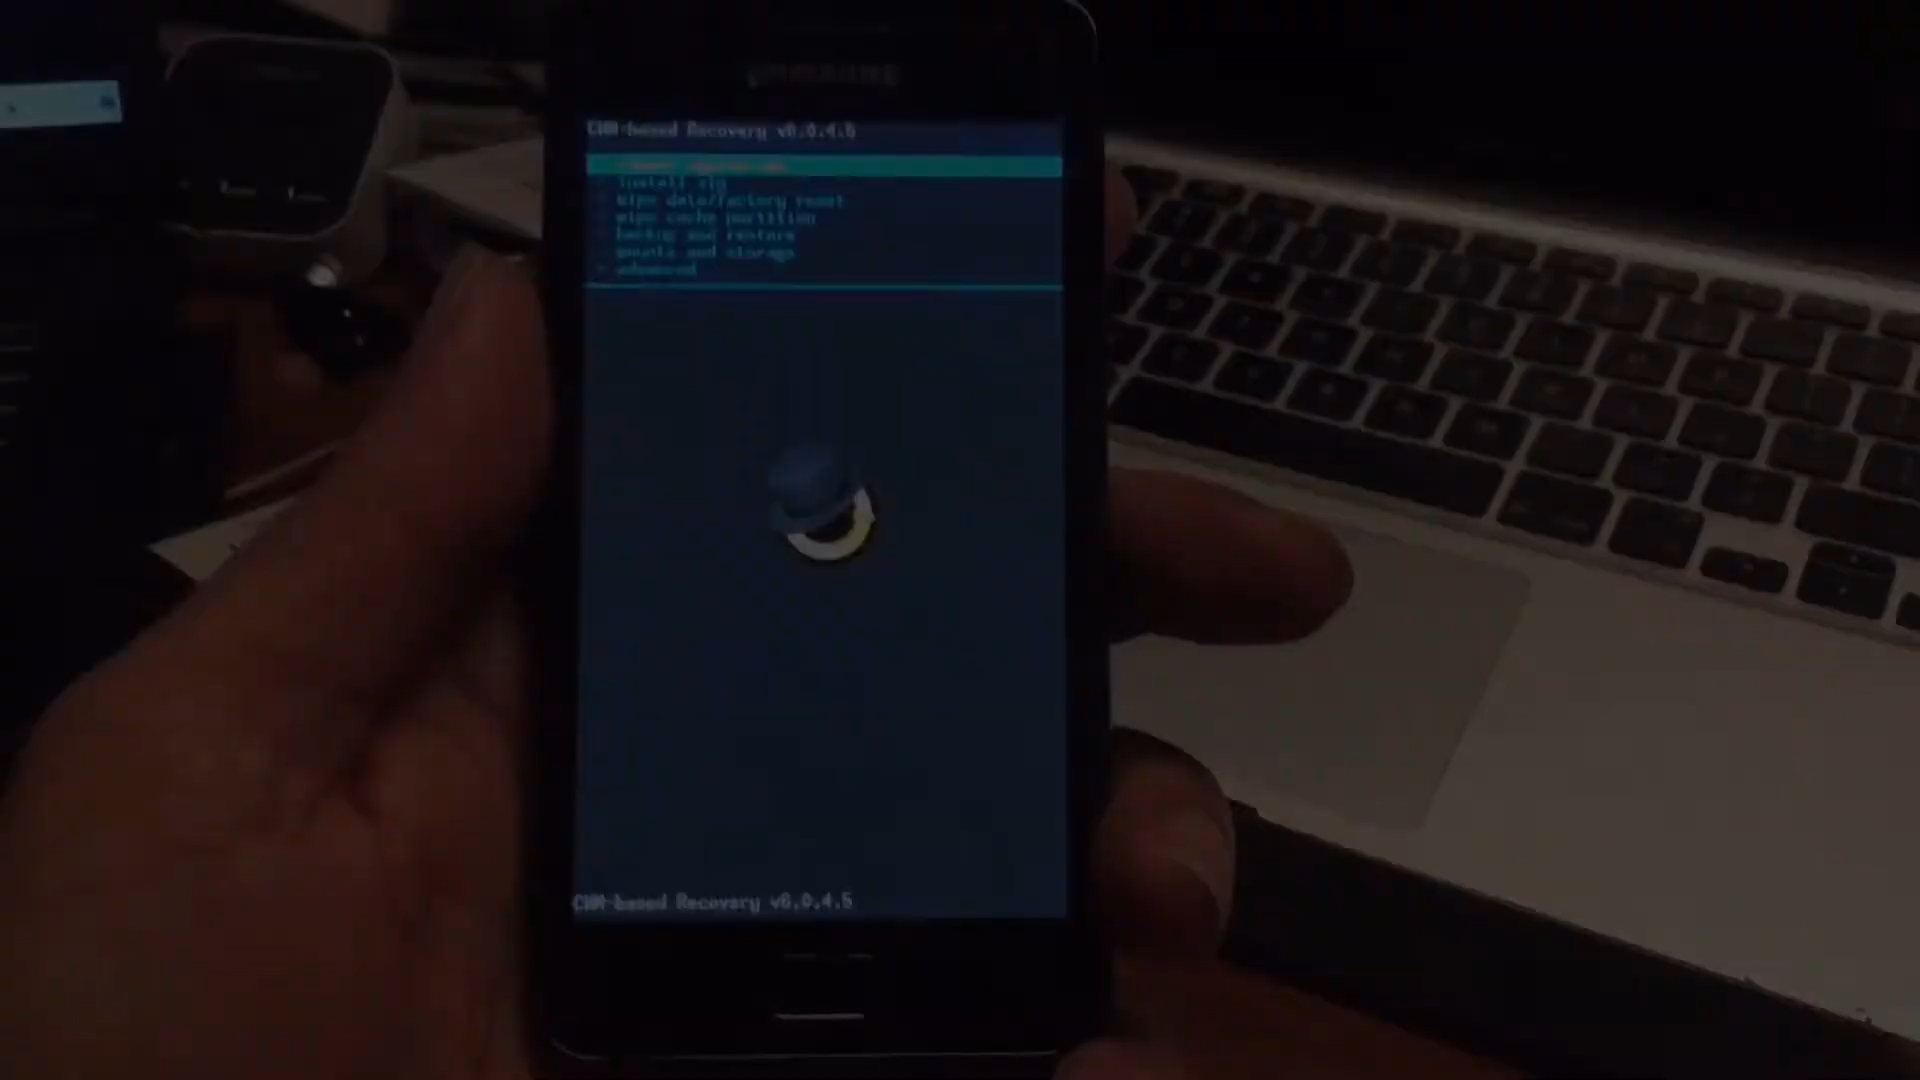 SAMSUNG
CWM-based Recovery v6.0.4.5
- install zip
- wipe data/factory reset
- wipe cache partition
- backup and restore
- mounts and storage
- advanced
CWM-based Recovery v6.0.4.5